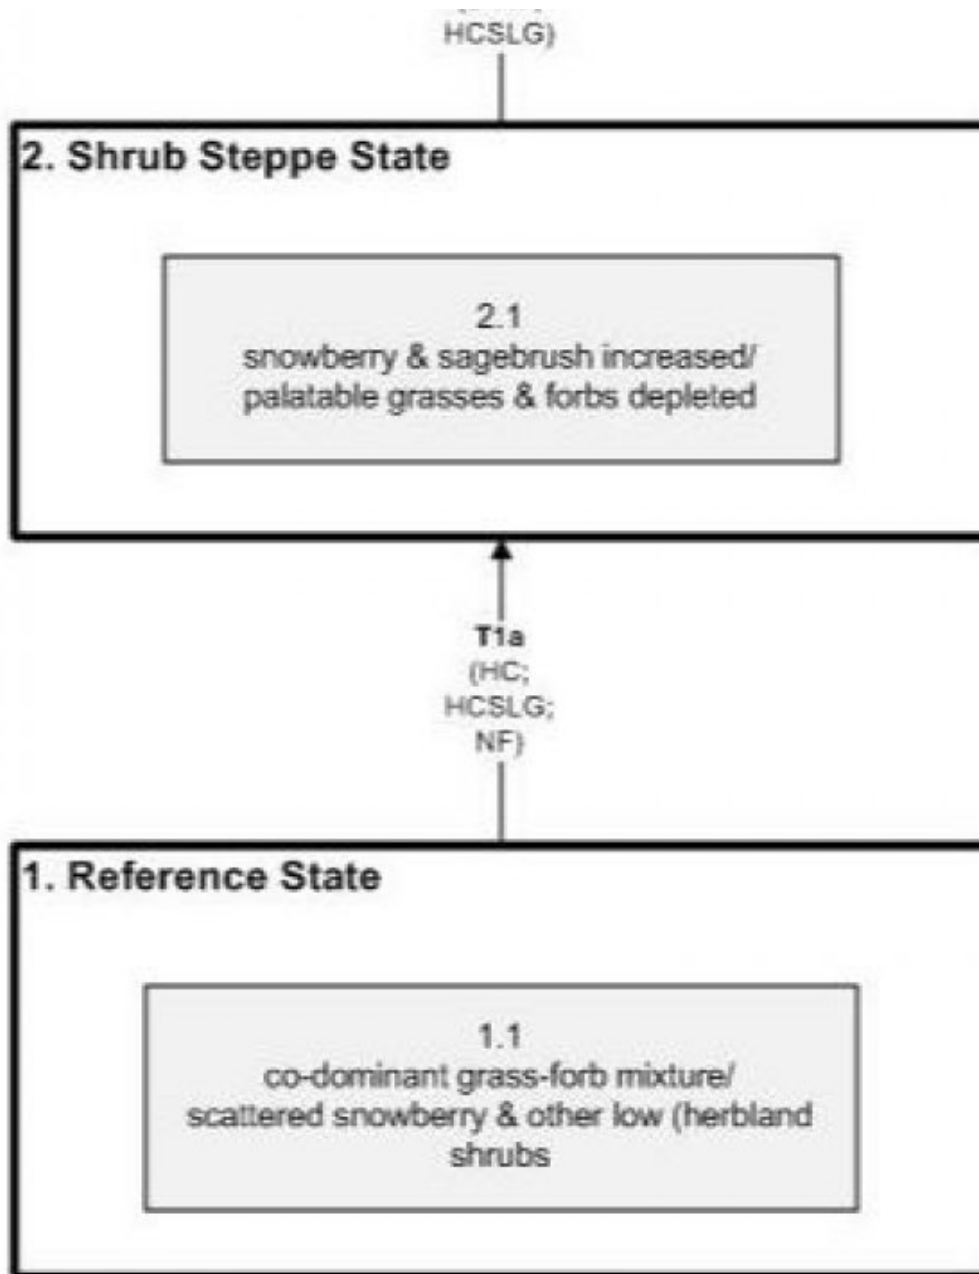 HCSLG)
2. Shrub Steppe State
2.1
snowberry & sagebrush increased/
palatable grasses & forbs depleted
T1a
(HC;
HCSLG;
NF)
1. Reference State
1.1
co-dominant grass-forb mixture/
scattered snowberry & other low (herbland
shrubs